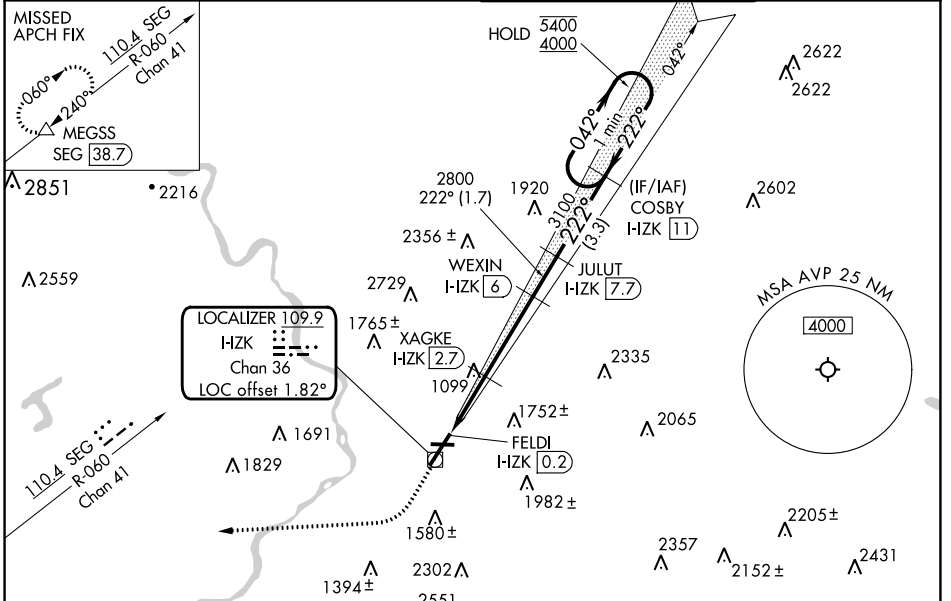 MISSED
APCH FIX
110.4 SEG
R-060
Chan 41
060°
240°
MEGSS
SEG 38.7
HOLD 5400
4000
042°
2622
2622
042°
1 min
222°
2851
2216
2800
222° (1.7)
1920
3100
222°
(3.3)
(IF/IAF)
COSBY
I-IZK 11
2602
2356 ±
2559
WEXIN
I-IZK 6
JULUT
I-IZK 7.7
2729
MSA AVP 25 NM
4000
LOCALIZER 109.9
I-IZK
Chan 36
LOC offset 1.82°
1765 ±
XAGKE
I-IZK 2.7
1099
2335
1752 ±
2065
110.4 SEG
R-060
Chan 41
1691
1829
FELDI
I-IZK 0.2
1982 ±
1580 ±
2205 ±
1394 ±
2302
2357
2152 ±
2431
2551